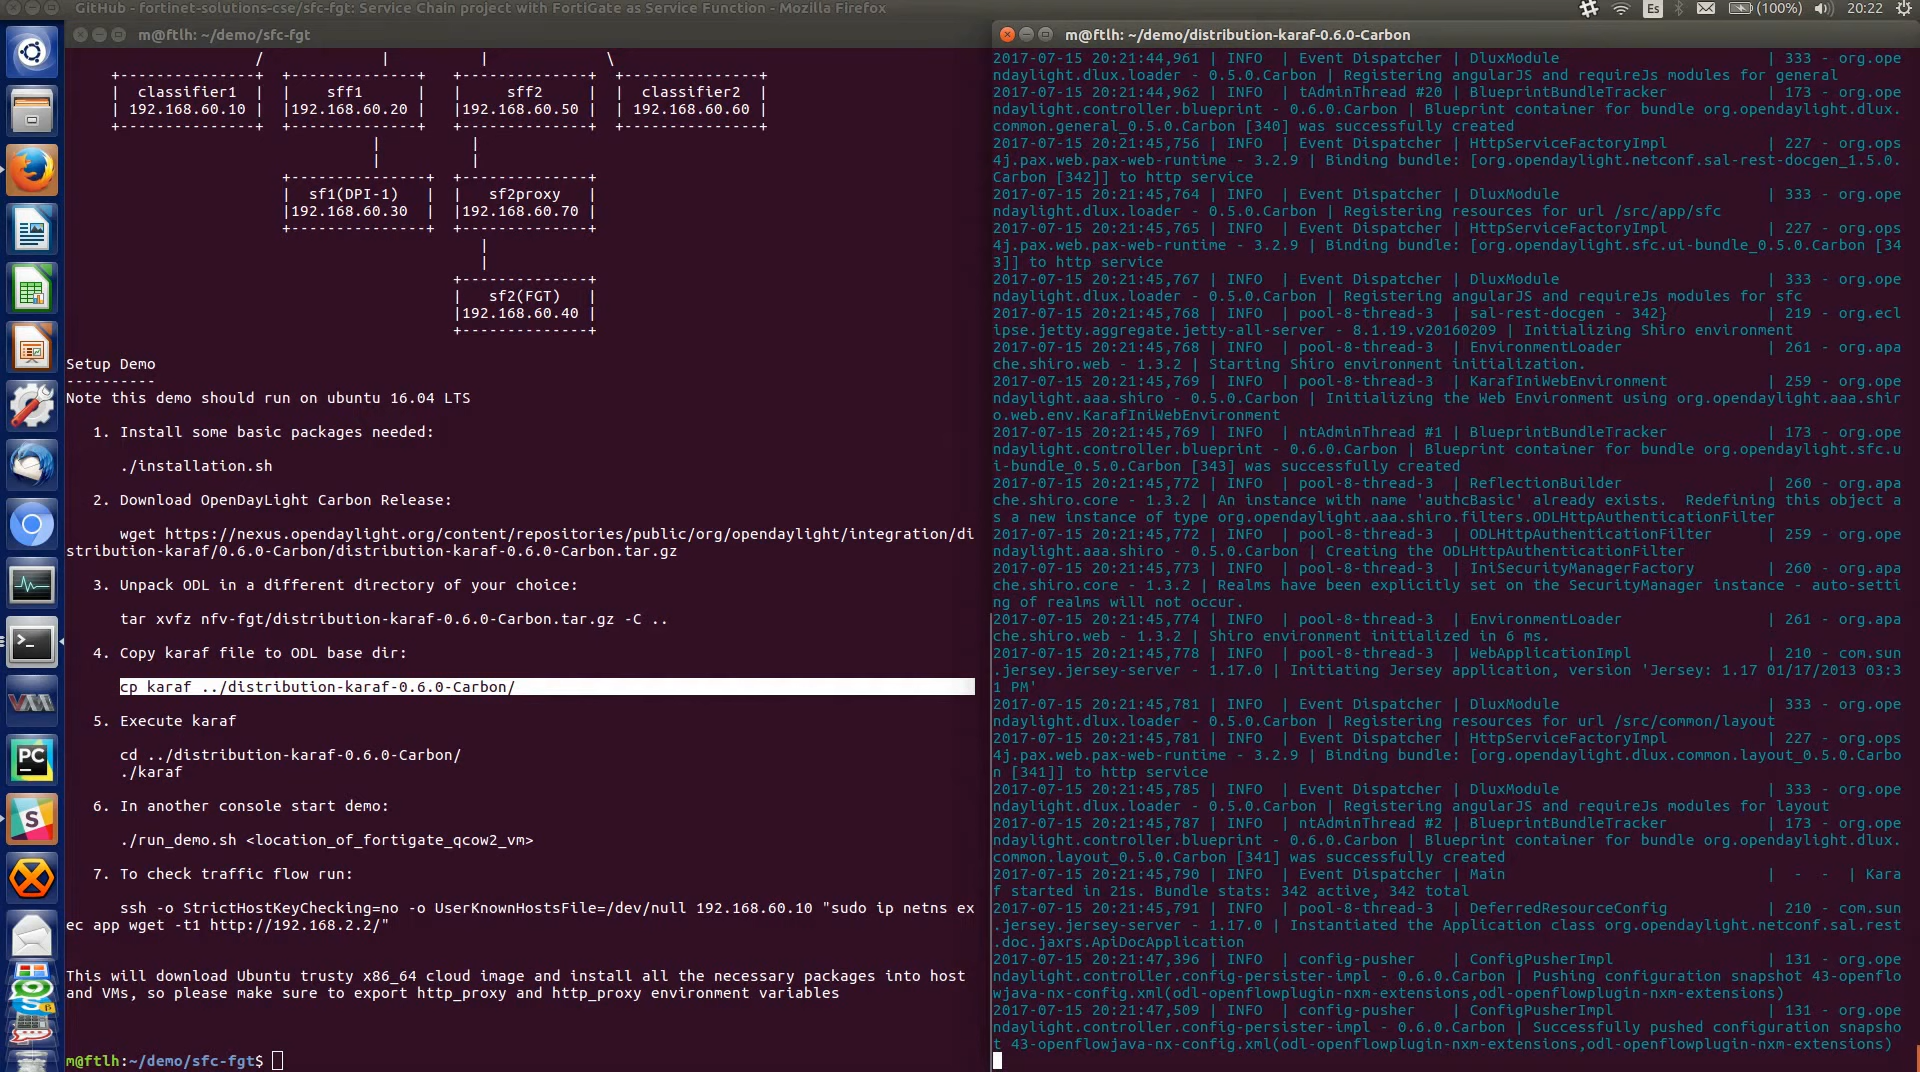 GitHub - fortinet-solutions-cse/sfc-fgt: Service Chain project with FortiGate as Service Function - Mozilla Firefox
Es
(100%)
20:22
m@ftlh: ~/demo/sfc-fgt
/ | | \
+---------------+ +---------------+ +--------------+ +----------------+
| classifier1 | | sff1 | | sff2 | | classifier2 |
| 192.168.60.10 | |192.168.60.20 | |192.168.60.50 | | 192.168.60.60 |
+---------------+ +---------------+ +--------------+ +----------------+
| |
| |
+---------------+ +--------------+
| sf1(DPI-1) | | sf2proxy |
|192.168.60.30 | |192.168.60.70 |
+---------------+ +--------------+
|
|
+--------------+
| sf2(FGT) |
|192.168.60.40 |
+--------------+
Setup Demo
----------
Note this demo should run on ubuntu 16.04 LTS
1. Install some basic packages needed:
./installation.sh
2. Download OpenDayLight Carbon Release:
wget https://nexus.opendaylight.org/content/repositories/public/org/opendaylight/integration/di
stribution-karaf/0.6.0-Carbon/distribution-karaf-0.6.0-Carbon.tar.gz
3. Unpack ODL in a different directory of your choice:
tar xvfz nfv-fgt/distribution-karaf-0.6.0-Carbon.tar.gz -C ..
4. Copy karaf file to ODL base dir:
cp karaf ../distribution-karaf-0.6.0-Carbon/
5. Execute karaf
cd ../distribution-karaf-0.6.0-Carbon/
./karaf
6. In another console start demo:
./run_demo.sh <location_of_fortigate_qcow2_vm>
7. To check traffic flow run:
ssh -o StrictHostKeyChecking=no -o UserKnownHostsFile=/dev/null 192.168.60.10 "sudo ip netns ex
ec app wget -t1 http://192.168.2.2/"
This will download Ubuntu trusty x86_64 cloud image and install all the necessary packages into host
and VMs, so please make sure to export http_proxy and http_proxy environment variables
m@ftlh:~/demo/sfc-fgt$
m@ftlh: ~/demo/distribution-karaf-0.6.0-Carbon
2017-07-15 20:21:44,961 | INFO | Event Dispatcher | DluxModule | 333 - org.ope
ndaylight.dlux.loader - 0.5.0.Carbon | Registering angularJS and requireJs modules for general
2017-07-15 20:21:44,962 | INFO | tAdminThread #20 | BlueprintBundleTracker | 173 - org.ope
ndaylight.controller.blueprint - 0.6.0.Carbon | Blueprint container for bundle org.opendaylight.dlux.
common.general_0.5.0.Carbon [340] was successfully created
2017-07-15 20:21:45,756 | INFO | Event Dispatcher | HttpServiceFactoryImpl | 227 - org.ops
4j.pax.web.pax-web-runtime - 3.2.9 | Binding bundle: [org.opendaylight.netconf.sal-rest-docgen_1.5.0.
Carbon [342]] to http service
2017-07-15 20:21:45,764 | INFO | Event Dispatcher | DluxModule | 333 - org.ope
ndaylight.dlux.loader - 0.5.0.Carbon | Registering resources for url /src/app/sfc
2017-07-15 20:21:45,765 | INFO | Event Dispatcher | HttpServiceFactoryImpl | 227 - org.ops
4j.pax.web.pax-web-runtime - 3.2.9 | Binding bundle: [org.opendaylight.sfc.ui-bundle_0.5.0.Carbon [34
3]] to http service
2017-07-15 20:21:45,767 | INFO | Event Dispatcher | DluxModule | 333 - org.ope
ndaylight.dlux.loader - 0.5.0.Carbon | Registering angularJS and requireJs modules for sfc
2017-07-15 20:21:45,768 | INFO | pool-8-thread-3 | sal-rest-docgen - 342} | 219 - org.ecl
ipse.jetty.aggregate.jetty-all-server - 8.1.19.v20160209 | Initializing Shiro environment
2017-07-15 20:21:45,768 | INFO | pool-8-thread-3 | EnvironmentLoader | 261 - org.apa
che.shiro.web - 1.3.2 | Starting Shiro environment initialization.
2017-07-15 20:21:45,769 | INFO | pool-8-thread-3 | KarafIniWebEnvironment | 259 - org.ope
ndaylight.aaa.shiro - 0.5.0.Carbon | Initializing the Web Environment using org.opendaylight.aaa.shir
o.web.env.KarafIniWebEnvironment
2017-07-15 20:21:45,769 | INFO | ntAdminThread #1 | BlueprintBundleTracker | 173 - org.ope
ndaylight.controller.blueprint - 0.6.0.Carbon | Blueprint container for bundle org.opendaylight.sfc.u
i-bundle_0.5.0.Carbon [343] was successfully created
2017-07-15 20:21:45,772 | INFO | pool-8-thread-3 | ReflectionBuilder | 260 - org.apa
che.shiro.core - 1.3.2 | An instance with name 'authcBasic' already exists. Redefining this object a
s a new instance of type org.opendaylight.aaa.shiro.filters.ODLHttpAuthenticationFilter
2017-07-15 20:21:45,772 | INFO | pool-8-thread-3 | ODLHttpAuthenticationFilter | 259 - org.ope
ndaylight.aaa.shiro - 0.5.0.Carbon | Creating the ODLHttpAuthenticationFilter
2017-07-15 20:21:45,773 | INFO | pool-8-thread-3 | IniSecurityManagerFactory | 260 - org.apa
che.shiro.core - 1.3.2 | Realms have been explicitly set on the SecurityManager instance - auto-setti
ng of realms will not occur.
2017-07-15 20:21:45,774 | INFO | pool-8-thread-3 | EnvironmentLoader | 261 - org.apa
che.shiro.web - 1.3.2 | Shiro environment initialized in 6 ms.
2017-07-15 20:21:45,778 | INFO | pool-8-thread-3 | WebApplicationImpl | 210 - com.sun
.jersey.jersey-server - 1.17.0 | Initiating Jersey application, version 'Jersey: 1.17 01/17/2013 03:3
1 PM'
2017-07-15 20:21:45,781 | INFO | Event Dispatcher | DluxModule | 333 - org.ope
ndaylight.dlux.loader - 0.5.0.Carbon | Registering resources for url /src/common/layout
2017-07-15 20:21:45,781 | INFO | Event Dispatcher | HttpServiceFactoryImpl | 227 - org.ops
4j.pax.web.pax-web-runtime - 3.2.9 | Binding bundle: [org.opendaylight.dlux.common.layout_0.5.0.Carbo
n [341]] to http service
2017-07-15 20:21:45,785 | INFO | Event Dispatcher | DluxModule | 333 - org.ope
ndaylight.dlux.loader - 0.5.0.Carbon | Registering angularJS and requireJs modules for layout
2017-07-15 20:21:45,787 | INFO | ntAdminThread #2 | BlueprintBundleTracker | 173 - org.ope
ndaylight.controller.blueprint - 0.6.0.Carbon | Blueprint container for bundle org.opendaylight.dlux.
common.layout_0.5.0.Carbon [341] was successfully created
2017-07-15 20:21:45,790 | INFO | Event Dispatcher | Main | - - | Kara
f started in 21s. Bundle stats: 342 active, 342 total
2017-07-15 20:21:45,791 | INFO | pool-8-thread-3 | DeferredResourceConfig | 210 - com.sun
.jersey.jersey-server - 1.17.0 | Instantiated the Application class org.opendaylight.netconf.sal.rest
.doc.jaxrs.ApiDocApplication
2017-07-15 20:21:47,396 | INFO | config-pusher | ConfigPusherImpl | 131 - org.ope
ndaylight.controller.config-persister-impl - 0.6.0.Carbon | Pushing configuration snapshot 43-openflo
wjava-nx-config.xml(odl-openflowplugin-nxm-extensions,odl-openflowplugin-nxm-extensions)
2017-07-15 20:21:47,509 | INFO | config-pusher | ConfigPusherImpl | 131 - org.ope
ndaylight.controller.config-persister-impl - 0.6.0.Carbon | Successfully pushed configuration snapsho
t 43-openflowjava-nx-config.xml(odl-openflowplugin-nxm-extensions,odl-openflowplugin-nxm-extensions)